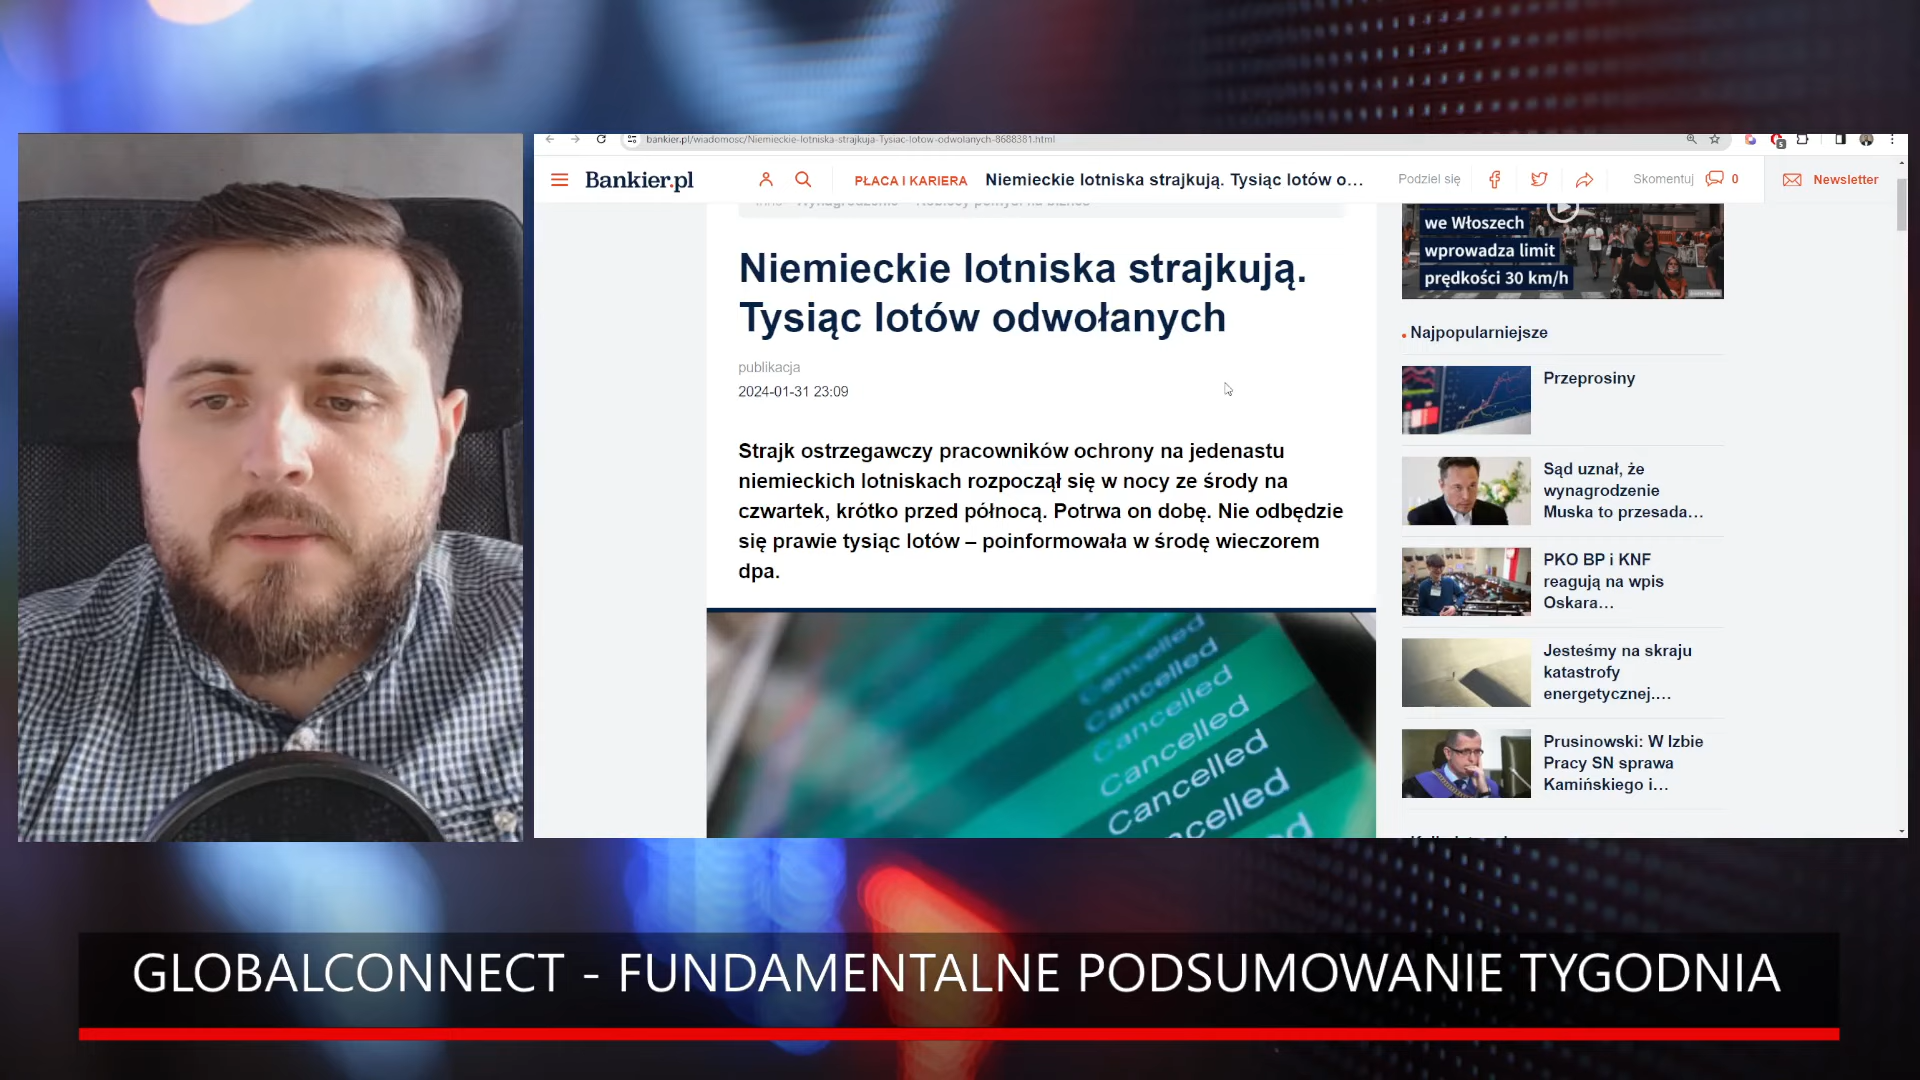 bankier.pl/wiadomosc/Niemieckie-lotniska-strajkuja-Tysiac-lotow-odwolanych-8688381.html
Bankier.pl
PŁACA I KARIERA
Niemieckie lotniska strajkują. Tysiąc lotów o...
Podziel się
Skomentuj
0
Newsletter
Niemieckie lotniska strajkują.
Tysiąc lotów odwołanych
publikacja
2024-01-31 23:09
Strajk ostrzegawczy pracowników ochrony na jedenastu
niemieckich lotniskach rozpoczął się w nocy ze środy na
czwartek, krótko przed północą. Potrwa on dobę. Nie odbędzie
się prawie tysiąc lotów – poinformowała w środę wieczorem
dpa.
Cancelled
Cancelled
Cancelled
Cancelled
Cancelled
ncelled
we Włoszech
wprowadza limit
prędkości 30 km/h
Najpopularniejsze
Przeprosiny
Sąd uznał, że
wynagrodzenie
Muska to przesada...
PKO BP i KNF
reagują na wpis
Oskara...
Jesteśmy na skraju
katastrofy
energetycznej....
Prusinowski: W Izbie
Pracy SN sprawa
Kamińskiego i...
GLOBALCONNECT - FUNDAMENTALNE PODSUMOWANIE TYGODNIA